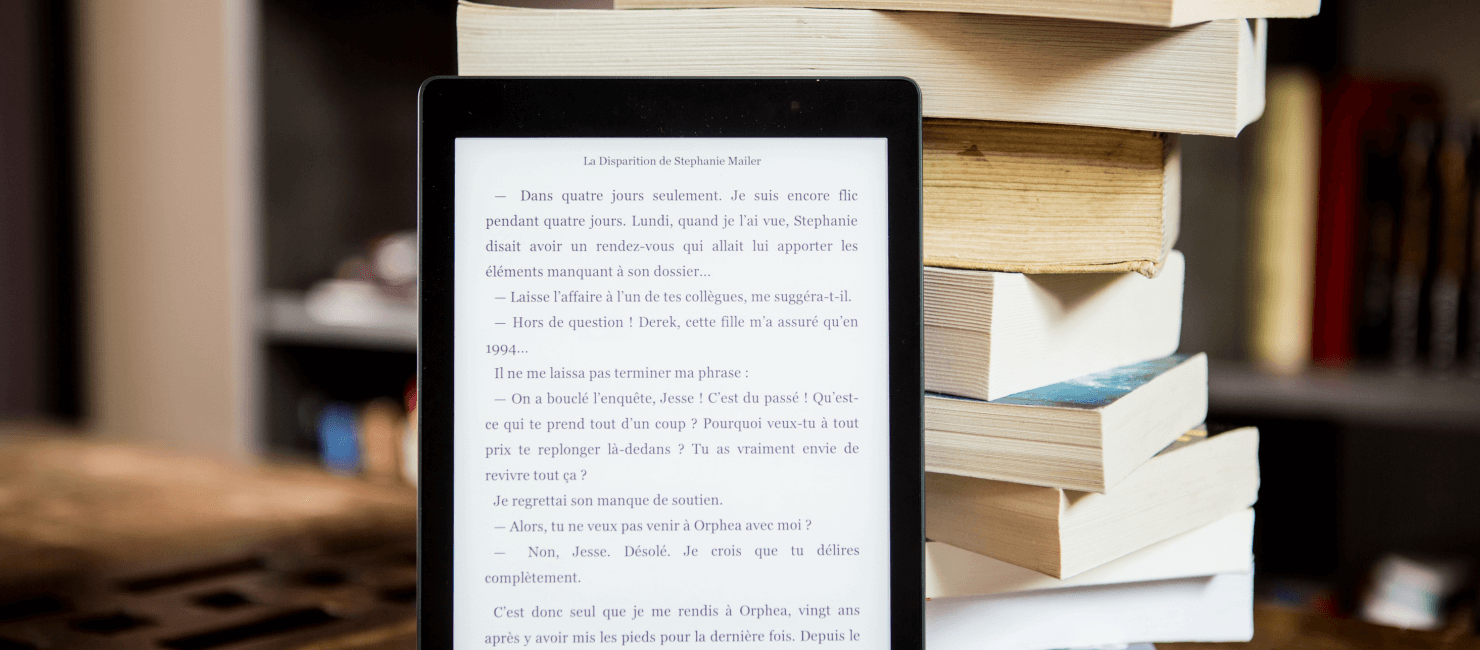 La Disparition de Stephanie Mailer
— Dans quatre jours seulement. Je suis encore flic
pendant quatre jours. Lundi, quand je l’ai vue, Stephanie
disait avoir un rendez-vous qui allait lui apporter les
éléments manquant à son dossier...
— Laisse l’affaire à l’un de tes collègues, me suggéra-t-il.
— Hors de question ! Derek, cette fille m’a assuré qu’en
1994...
Il ne me laissa pas terminer ma phrase :
— On a bouclé l’enquête, Jesse ! C’est du passé ! Qu’est-
ce qui te prend tout d’un coup ? Pourquoi veux-tu à tout
prix te replonger là-dedans ? Tu as vraiment envie de
revivre tout ça ?
Je regrettai son manque de soutien.
— Alors, tu ne veux pas venir à Orphea avec moi ?
— Non, Jesse. Désolé. Je crois que tu délires
complètement.
C’est donc seul que je me rendis à Orphea, vingt ans
après y avoir mis les pieds pour la dernière fois. Depuis le